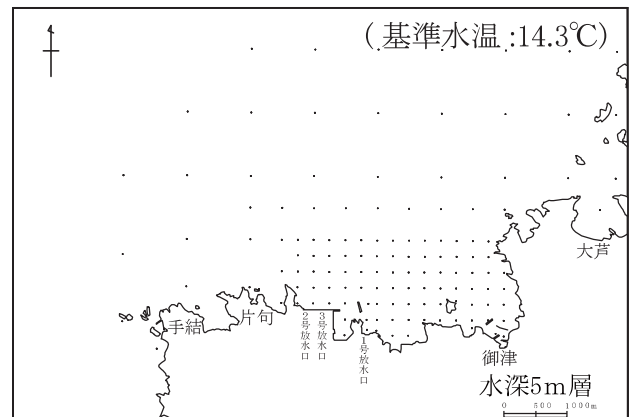 (基準水温:14.3℃)
大芦
片句
手結
2号放水口
3号放水口
1号放水口
御津
水深5m層
0 500 1000m